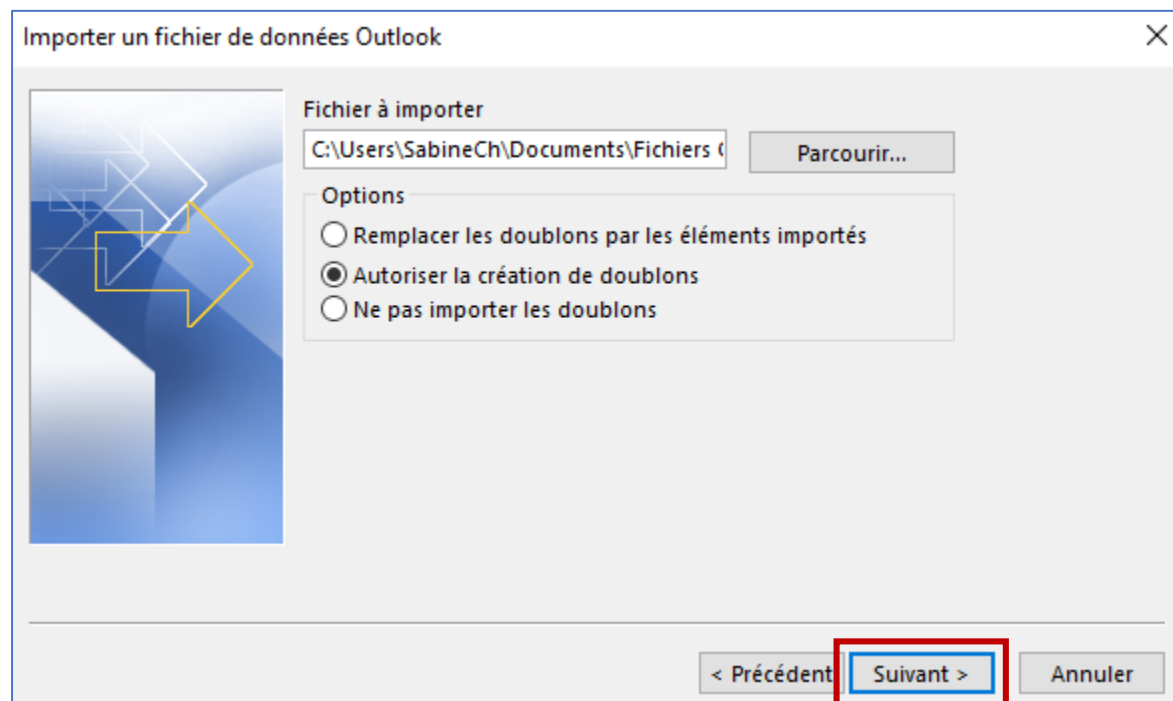 Importer un fichier de données Outlook
Fichier à importer
C:\Users\SabineCh\Documents\Fichiers
Parcourir...
Options
Remplacer les doublons par les éléments importés
Autoriser la création de doublons
Ne pas importer les doublons
< Précédent
Suivant >
Annuler